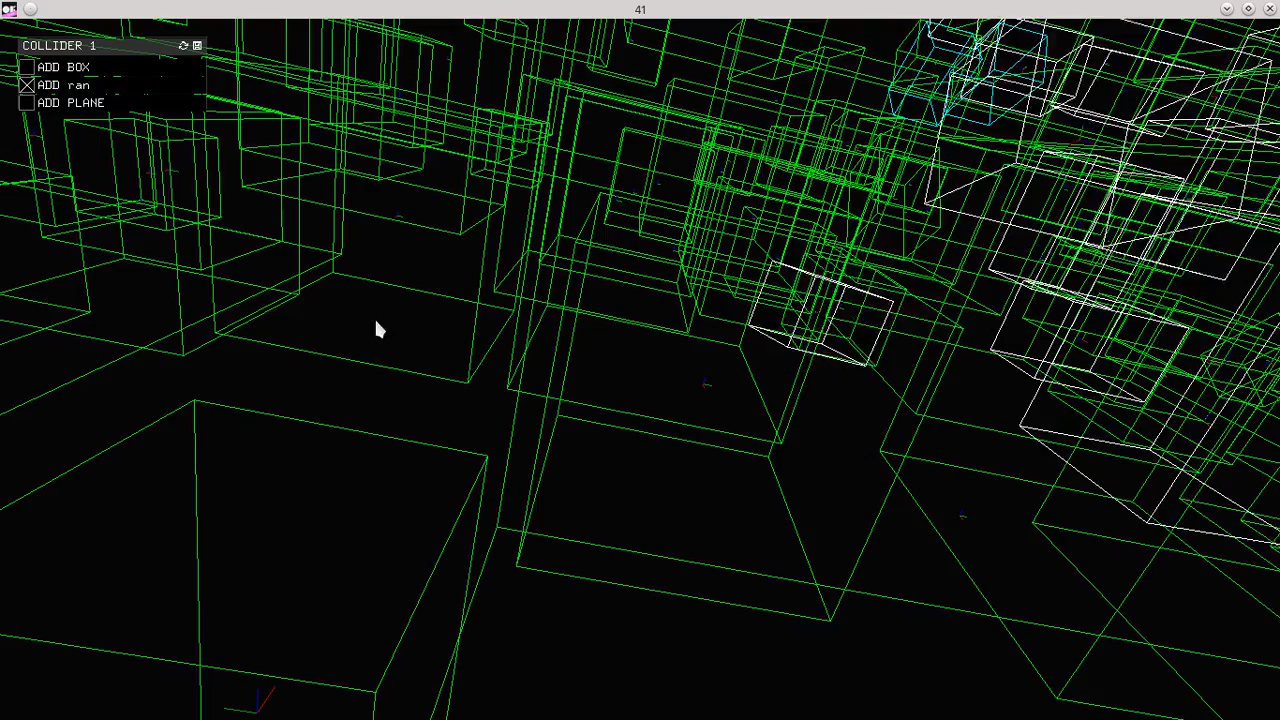 41
COLLIDER 1
ADD BOX
ADD ran
ADD PLANE